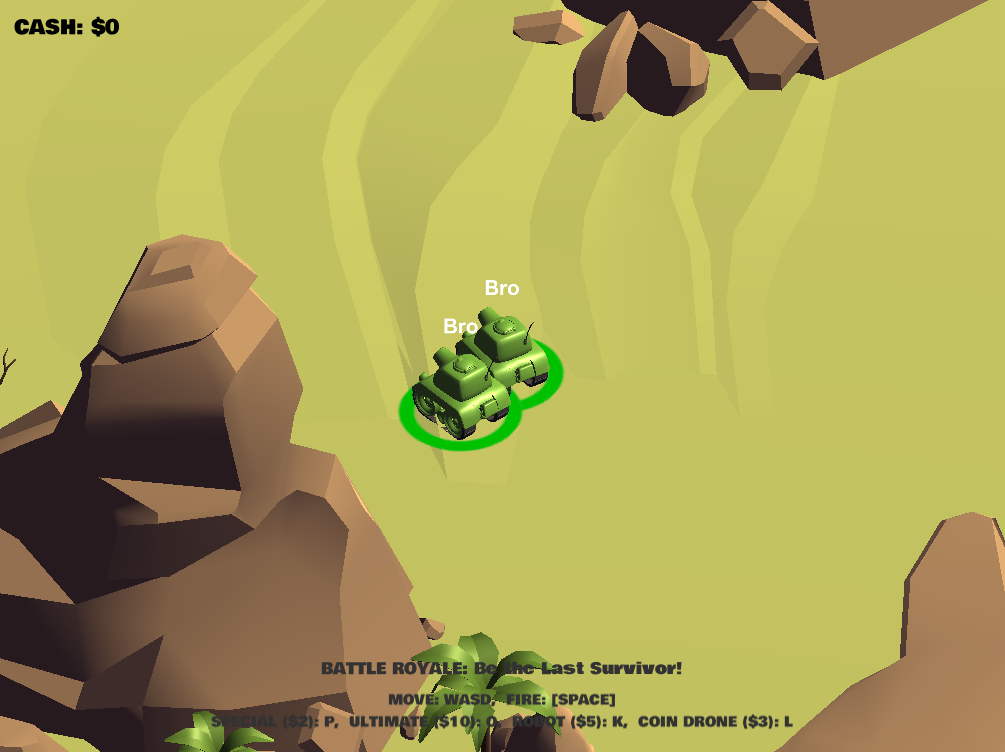 CASH: $0
Bro
Bro
BATTLE ROYALE: Be the Last Survivor!
MOVE: WASD, FIRE: [SPACE]
SPECIAL ($2): P, ULTIMATE ($10): O, ROBOT ($5): K, COIN DRONE ($3): L